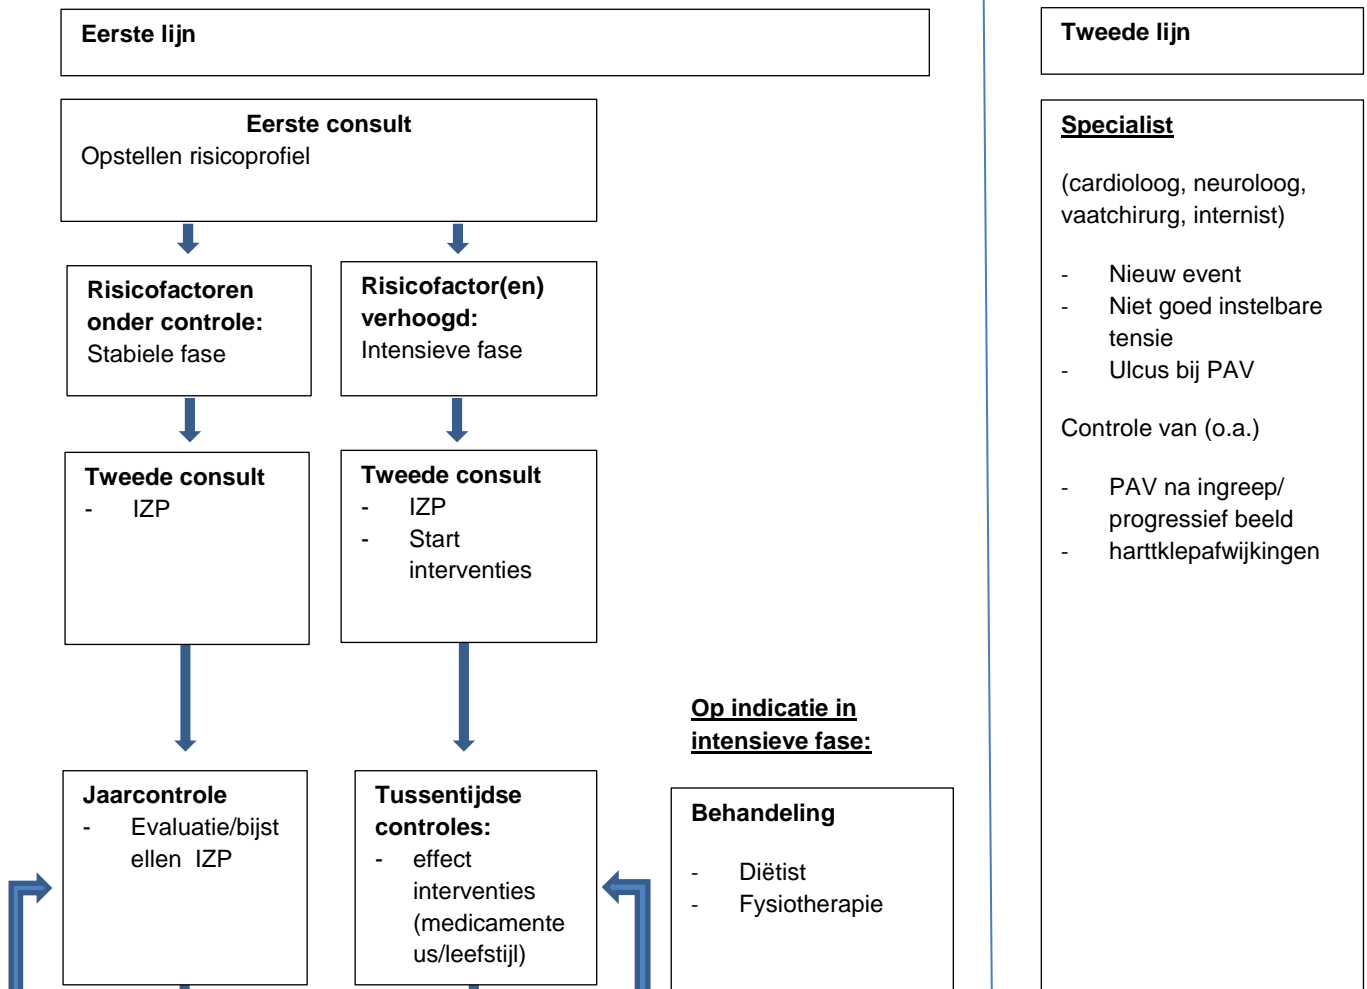 Eerste lijn
Eerste consult
Opstellen risicoprofiel
Risicofactoren
onder controle:
Stabiele fase
Risicofactor(en)
verhoogd:
Intensieve fase
Tweede consult
- IZP
Tweede consult
- IZP
- Start
interventies
Jaarcontrole
- Evaluatie/bijst
ellen IZP
Tussentijdse
controles:
- effect
interventies
(medicamente
us/leefstijl)
Op indicatie in
intensieve fase:
Behandeling
- Diëtist
- Fysiotherapie
Tweede lijn
Specialist
(cardioloog, neuroloog,
vaatchirurg, internist)
- Nieuw event
- Niet goed instelbare
tensie
- Ulcus bij PAV
Controle van (o.a.)
- PAV na ingreep/
progressief beeld
- harttklepafwijkingen